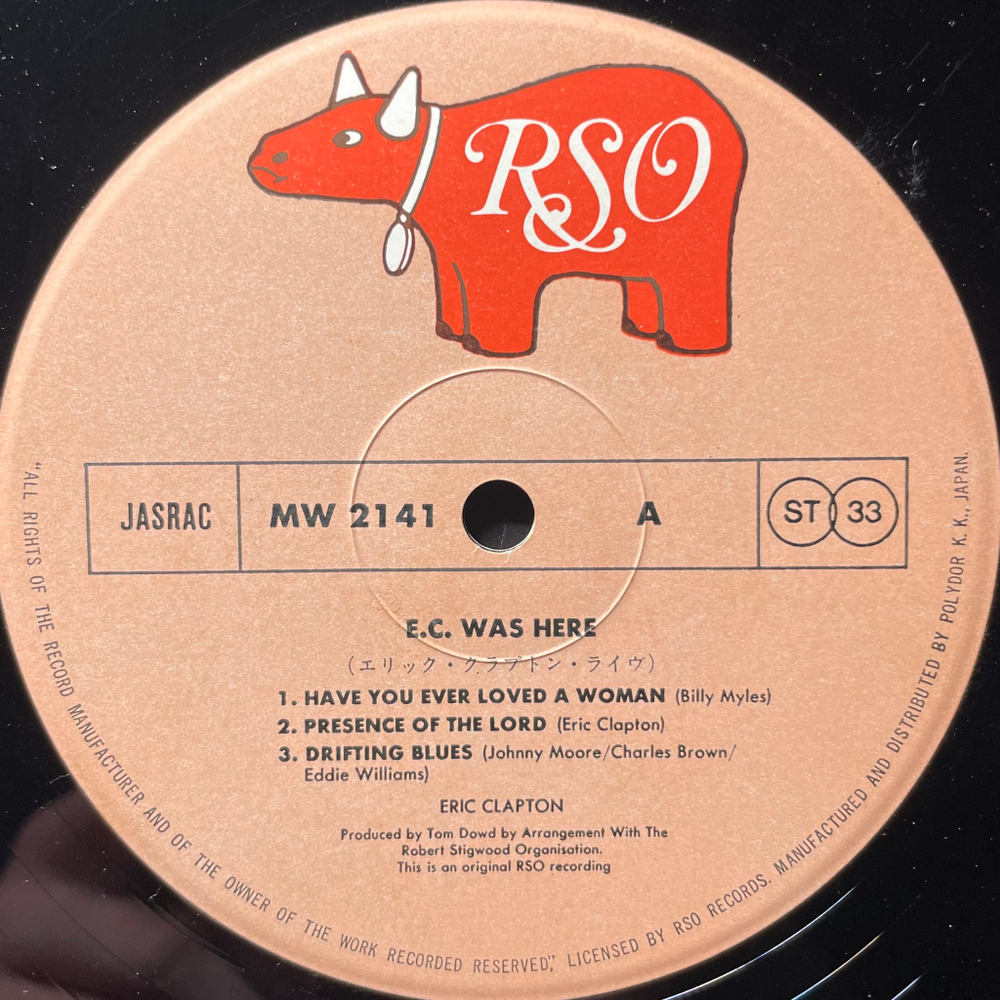 RSO
JASRAC MW 2141 A ST 33
E.C. WAS HERE
(エリック・クラプトン・ライヴ)
1. HAVE YOU EVER LOVED A WOMAN (Billy Myles)
2. PRESENCE OF THE LORD (Eric Clapton)
3. DRIFTING BLUES (Johnny Moore/Charles Brown/
Eddie Williams)
ERIC CLAPTON
Produced by Tom Dowd by Arrangement With The
Robert Stigwood Organisation.
This is an original RSO recording
"ALL RIGHTS OF THE RECORD MANUFACTURER AND OF THE OWNER OF THE WORK RECORDED RESERVED," LICENSED BY RSO RECORDS. MANUFACTURED AND DISTRIBUTED BY POLYDOR K. K., JAPAN.